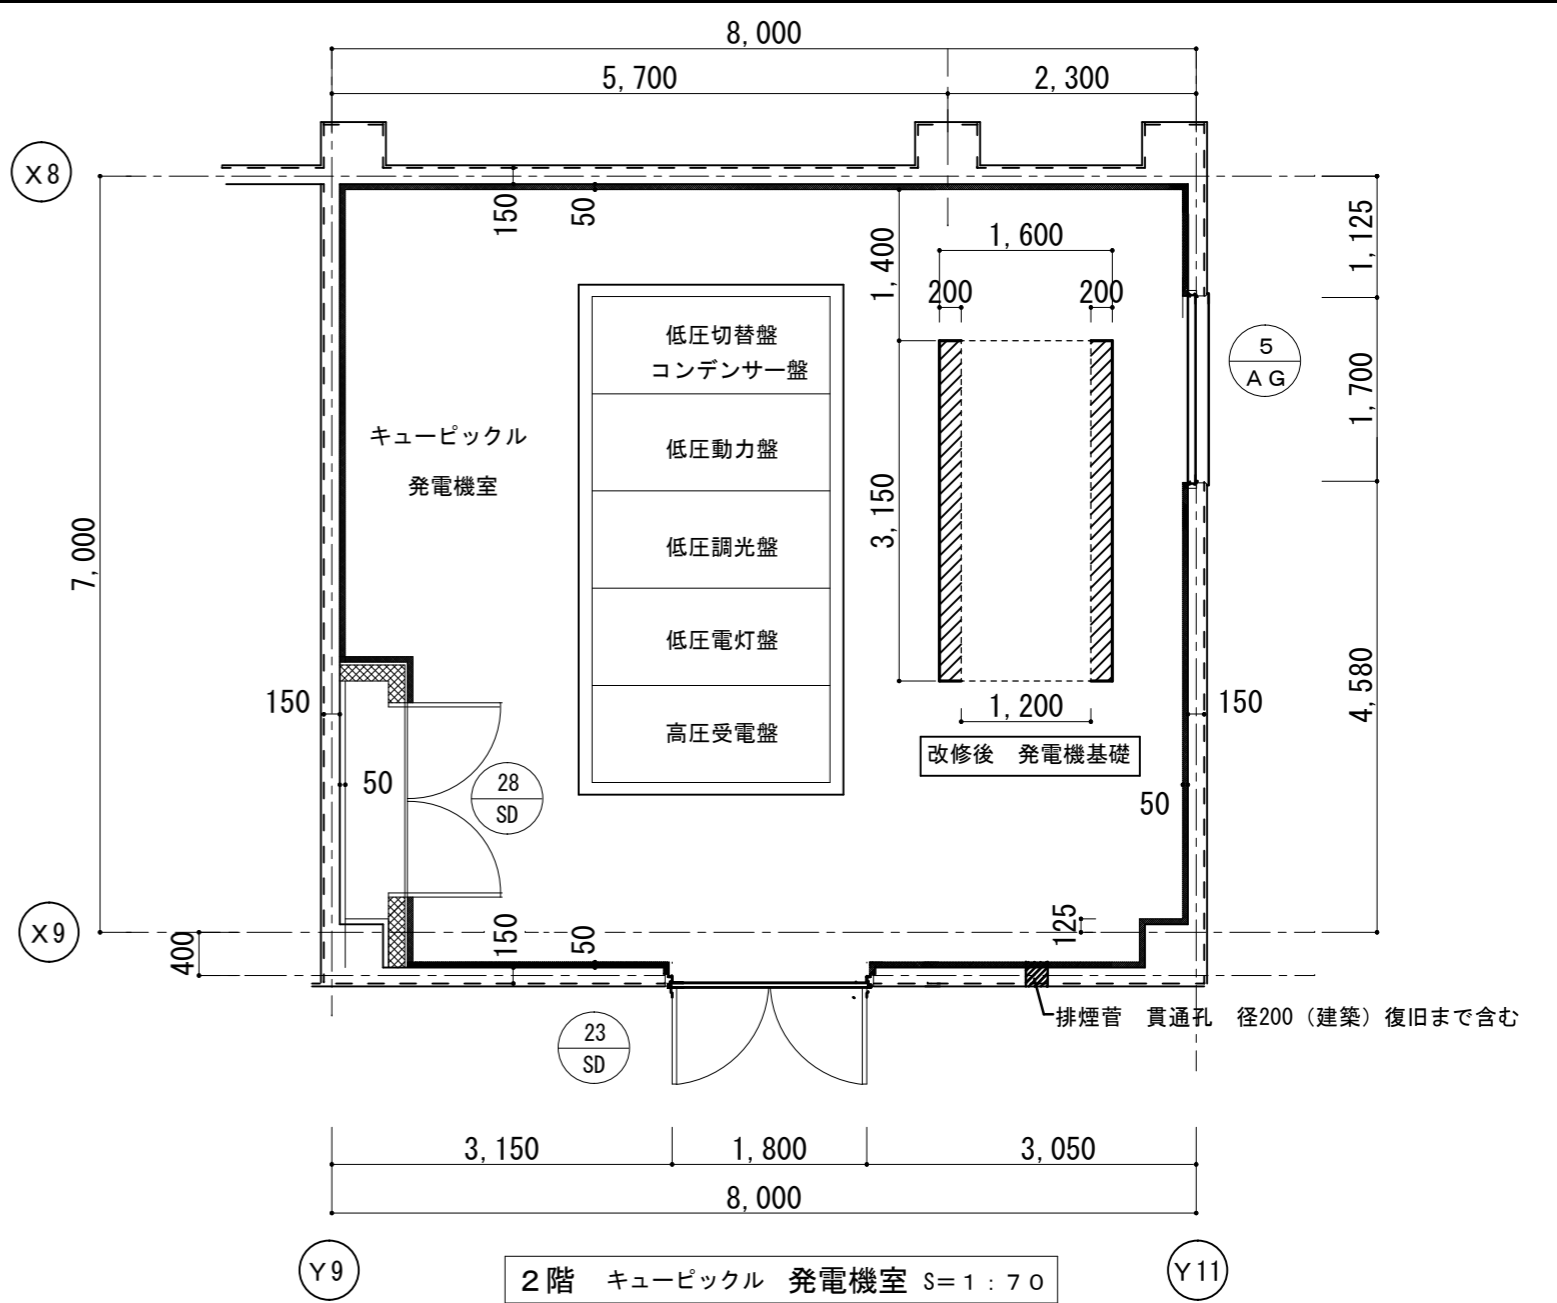 8,000
5,700
2,300
X8
150
50
1,400
1,600
200
200
1,125
低圧切替盤
コンデンサー盤
5
AG
1,700
キューピックル
発電機室
低圧動力盤
3,150
7,000
低圧調光盤
低圧電灯盤
4,580
150
1,200
150
高圧受電盤
改修後　発電機基礎
50
28
SD
50
X9
400
150
50
125
排煙菅　貫通孔　径200（建築）復旧まで含む
23
SD
3,150
1,800
3,050
8,000
Y9
Y11
2階　キューピックル　発電機室 S=1：70